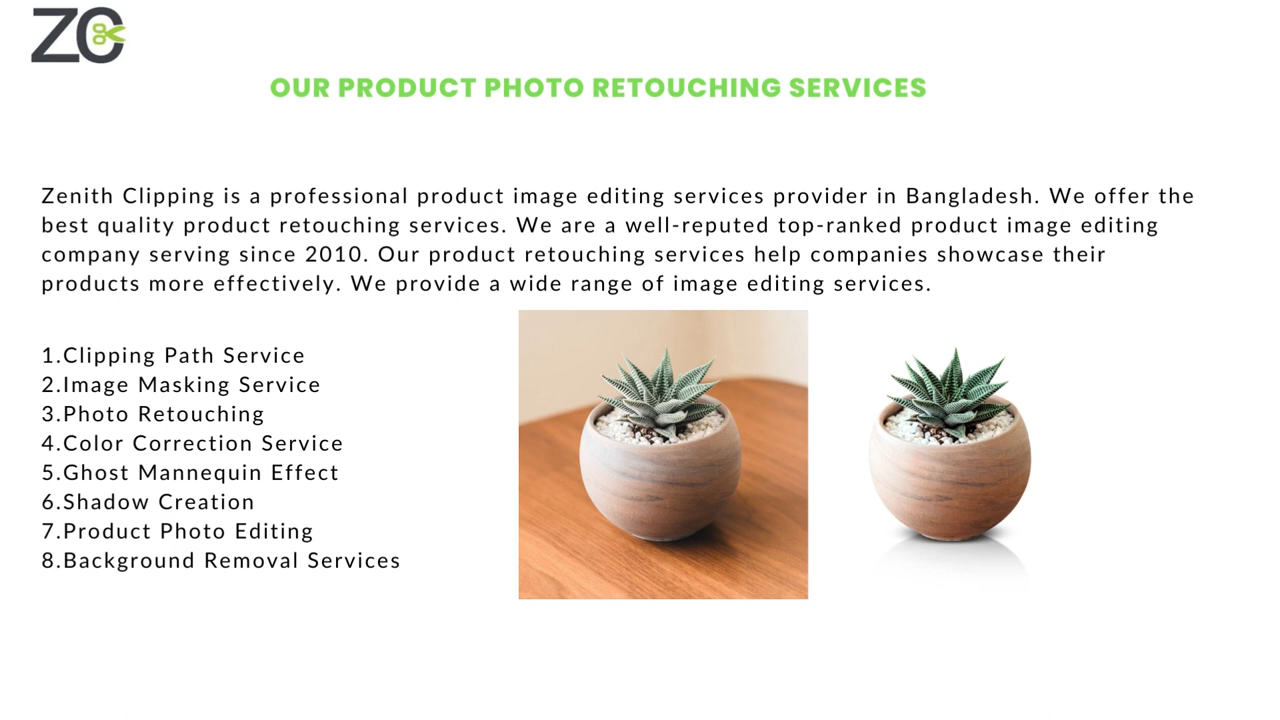 ZC
OUR PRODUCT PHOTO RETOUCHING SERVICES
Zenith Clipping is a professional product image editing services provider in Bangladesh. We offer the
best quality product retouching services. We are a well-reputed top-ranked product image editing
company serving since 2010. Our product retouching services help companies showcase their
products more effectively. We provide a wide range of image editing services.
1.Clipping Path Service
2.Image Masking Service
3.Photo Retouching
4.Color Correction Service
5.Ghost Mannequin Effect
6.Shadow Creation
7.Product Photo Editing
8.Background Removal Services